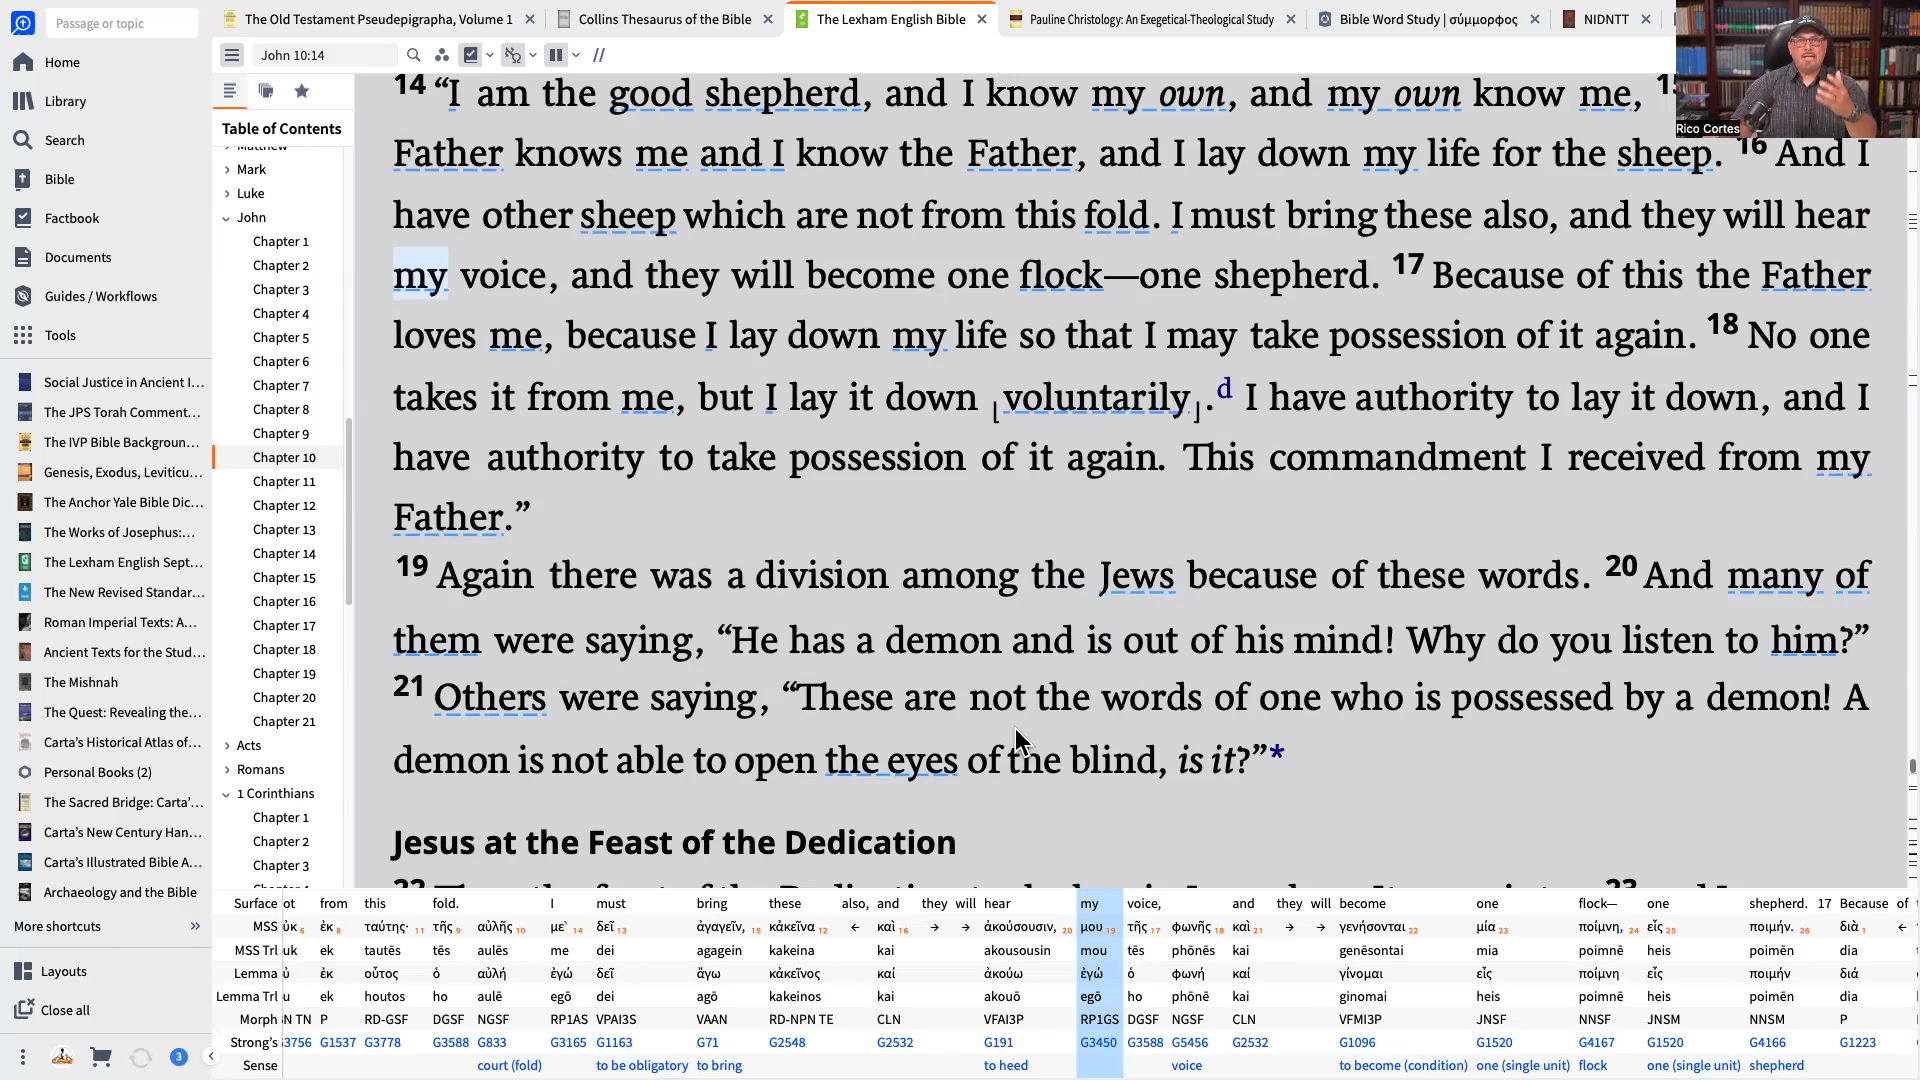 Passage or topic
The Old Testament Pseudepigrapha, Volume 1
Collins Thesaurus of the Bible
The Lexham English Bible
Pauline Christology: An Exegetical-Theological Study
Bible Word Study | σύμμορφος
NIDNTT
Home
Library
Search
Bible
Factbook
Documents
Guides / Workflows
Tools
Social Justice in Ancient I...
The JPS Torah Comment...
The IVP Bible Backgroun...
Genesis, Exodus, Leviticu...
The Anchor Yale Bible Dic...
The Works of Josephus:...
The Lexham English Sept...
The New Revised Standar...
Roman Imperial Texts: A...
Ancient Texts for the Stud...
The Mishnah
The Quest: Revealing the...
Carta's Historical Atlas of...
Personal Books (2)
The Sacred Bridge: Carta'...
Carta's New Century Han...
Carta's Illustrated Bible A...
Archaeology and the Bible
More shortcuts »
Layouts
Close all
3
John 10:14
Table of Contents
Matthew
Mark
Luke
John
Chapter 1
Chapter 2
Chapter 3
Chapter 4
Chapter 5
Chapter 6
Chapter 7
Chapter 8
Chapter 9
Chapter 10
Chapter 11
Chapter 12
Chapter 13
Chapter 14
Chapter 15
Chapter 16
Chapter 17
Chapter 18
Chapter 19
Chapter 20
Chapter 21
Acts
Romans
1 Corinthians
Chapter 1
Chapter 2
Chapter 3
Rico Cortes
14 “I am the good shepherd, and I know my own, and my own know me,
Father knows me and I know the Father, and I lay down my life for the sheep. 16 And I
have other sheep which are not from this fold. I must bring these also, and they will hear
my voice, and they will become one flock—one shepherd. 17 Because of this the Father
loves me, because I lay down my life so that I may take possession of it again. 18 No one
takes it from me, but I lay it down ⌊voluntarily⌋.d I have authority to lay it down, and I
have authority to take possession of it again. This commandment I received from my
Father.”
19 Again there was a division among the Jews because of these words. 20 And many of
them were saying, “He has a demon and is out of his mind! Why do you listen to him?”
21 Others were saying, “These are not the words of one who is possessed by a demon! A
demon is not able to open the eyes of the blind, is it?”*
Jesus at the Feast of the Dedication
Surface ot from this fold. I must bring these also, and they will hear my voice, and they will become one flock— one shepherd. 17 Because of
MSS ὐκ 6 ἐκ 8 ταύτης· 11 τῆς 9 αὐλῆς 10 με` 14 δεῖ 13 ἀγαγεῖν, 15 κἀκεῖνα 12 ← καὶ 16 → → ἀκούσουσιν, 20 μου 19 τῆς 17 φωνῆς 18 καὶ 21 → → γενήσονται 22 μία 23 ποίμνη, 24 εἷς 25 ποιμήν. 26 διὰ 1 ←
MSS Trl uk ek tautēs tēs aulēs me dei agagein kakeina kai akousousin mou tēs phōnēs kai genēsontai mia poimnē heis poimēn dia
Lemma ὐ ἐκ οὗτος ὁ αὐλή ἐγώ δεῖ ἄγω κἀκεῖνος καί ἀκούω ἐγώ ὁ φωνή καί γίνομαι εἷς ποίμνη εἷς ποιμήν διά
Lemma Trl u ek houtos ho aulē egō dei agō kakeinos kai akouō egō ho phōnē kai ginomai heis poimnē heis poimēn dia
Morph N TN P RD-GSF DGSF NGSF RP1AS VPAI3S VAAN RD-NPN TE CLN VFAI3P RP1GS DGSF NGSF CLN VFMI3P JNSF NNSF JNSM NNSM P
Strong's 3756 G1537 G3778 G3588 G833 G3165 G1163 G71 G2548 G2532 G191 G3450 G3588 G5456 G2532 G1096 G1520 G4167 G1520 G4166 G1223
Sense court (fold) to be obligatory to bring to heed voice to become (condition) one (single unit) flock one (single unit) shepherd